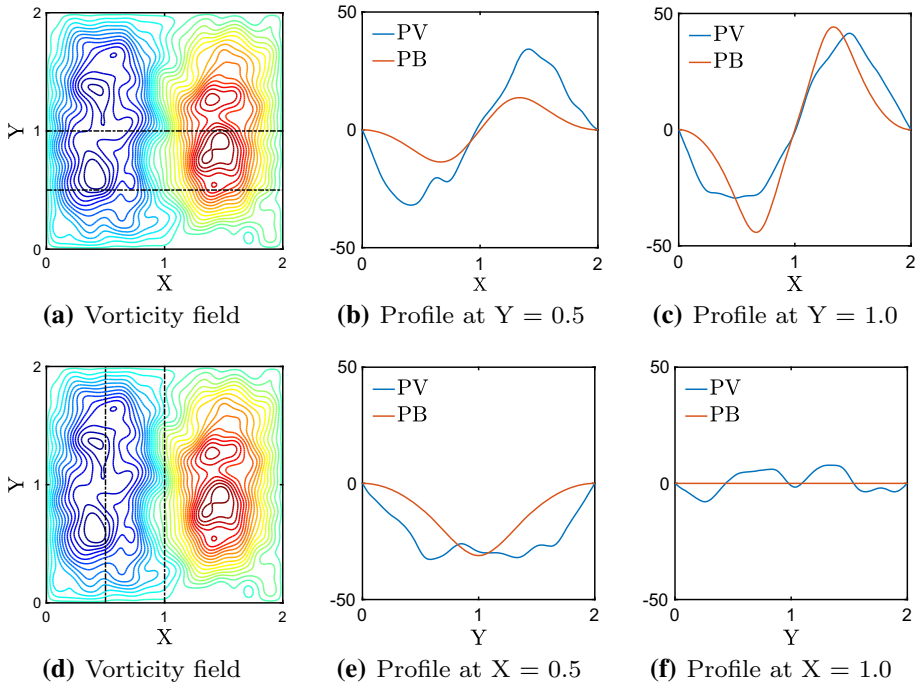 2
Y
1
0
0
1
2
X
(a) Vorticity field
50
PV
PB
0
-50
0
1
2
X
(b) Profile at Y = 0.5
50
PV
PB
0
-50
0
1
2
X
(c) Profile at Y = 1.0
2
Y
1
0
0
1
2
X
(d) Vorticity field
50
PV
PB
0
-50
0
1
2
Y
(e) Profile at X = 0.5
50
PV
PB
0
-50
0
1
2
Y
(f) Profile at X = 1.0